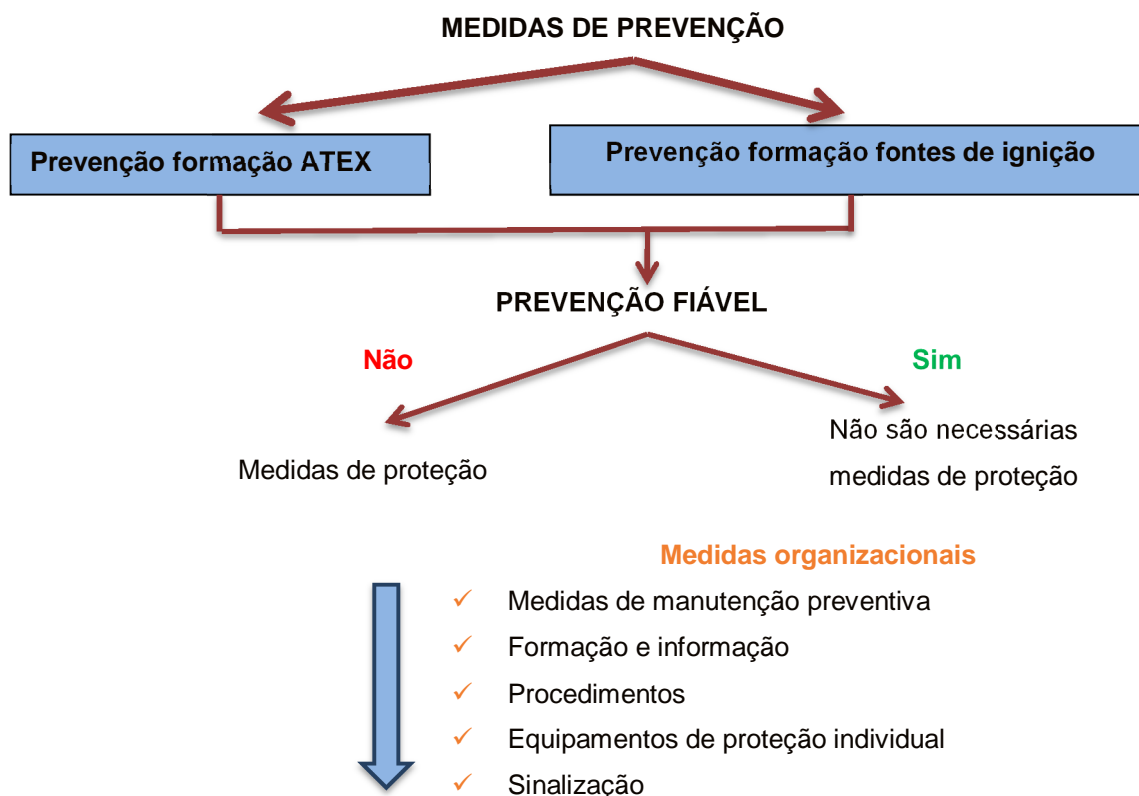 MEDIDAS DE PREVENÇÃO
Prevenção formação ATEX
Prevenção formação fontes de ignição
PREVENÇÃO FIÁVEL
Não
Sim
Medidas de proteção
Não são necessárias
medidas de proteção
Medidas organizacionais
Medidas de manutenção preventiva
Formação e informação
Procedimentos
Equipamentos de proteção individual
Sinalização